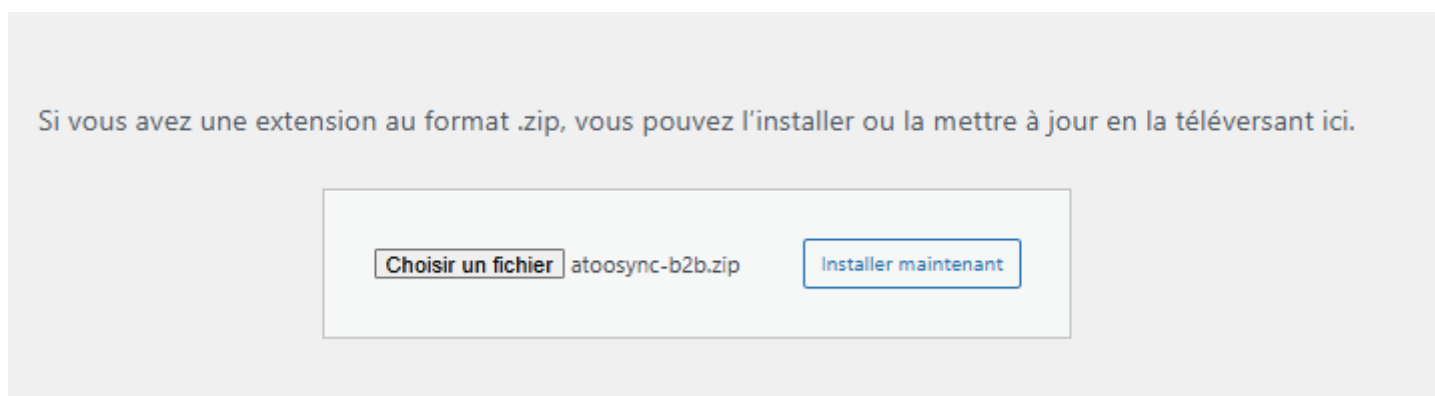 Si vous avez une extension au format .zip, vous pouvez l’installer ou la mettre à jour en la téléversant ici.
Choisir un fichier atoosync-b2b.zip Installer maintenant